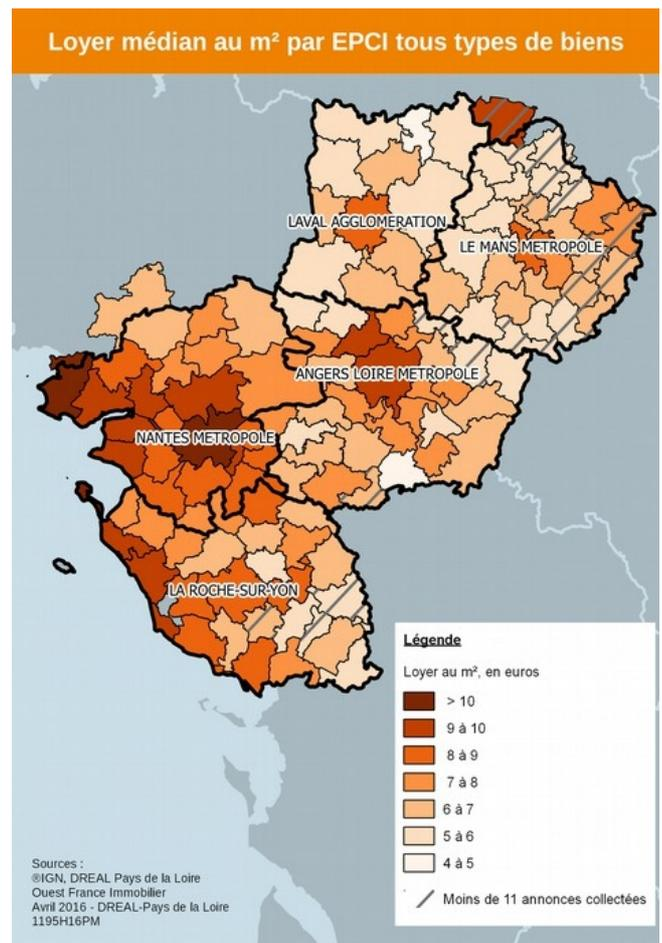 Loyer médian au m² par EPCI tous types de biens
LAVAL AGGLOMERATION
LE MANS METROPOLE
ANGERS LOIRE METROPOLE
NANTES METROPOLE
LA ROCHE-SUR-YON
Légende
Loyer au m², en euros
> 10
9 à 10
8 à 9
7 à 8
6 à 7
5 à 6
4 à 5
Moins de 11 annonces collectées
Sources :
®IGN, DREAL Pays de la Loire
Ouest France Immobilier
Avril 2016 - DREAL-Pays de la Loire
1195H16PM